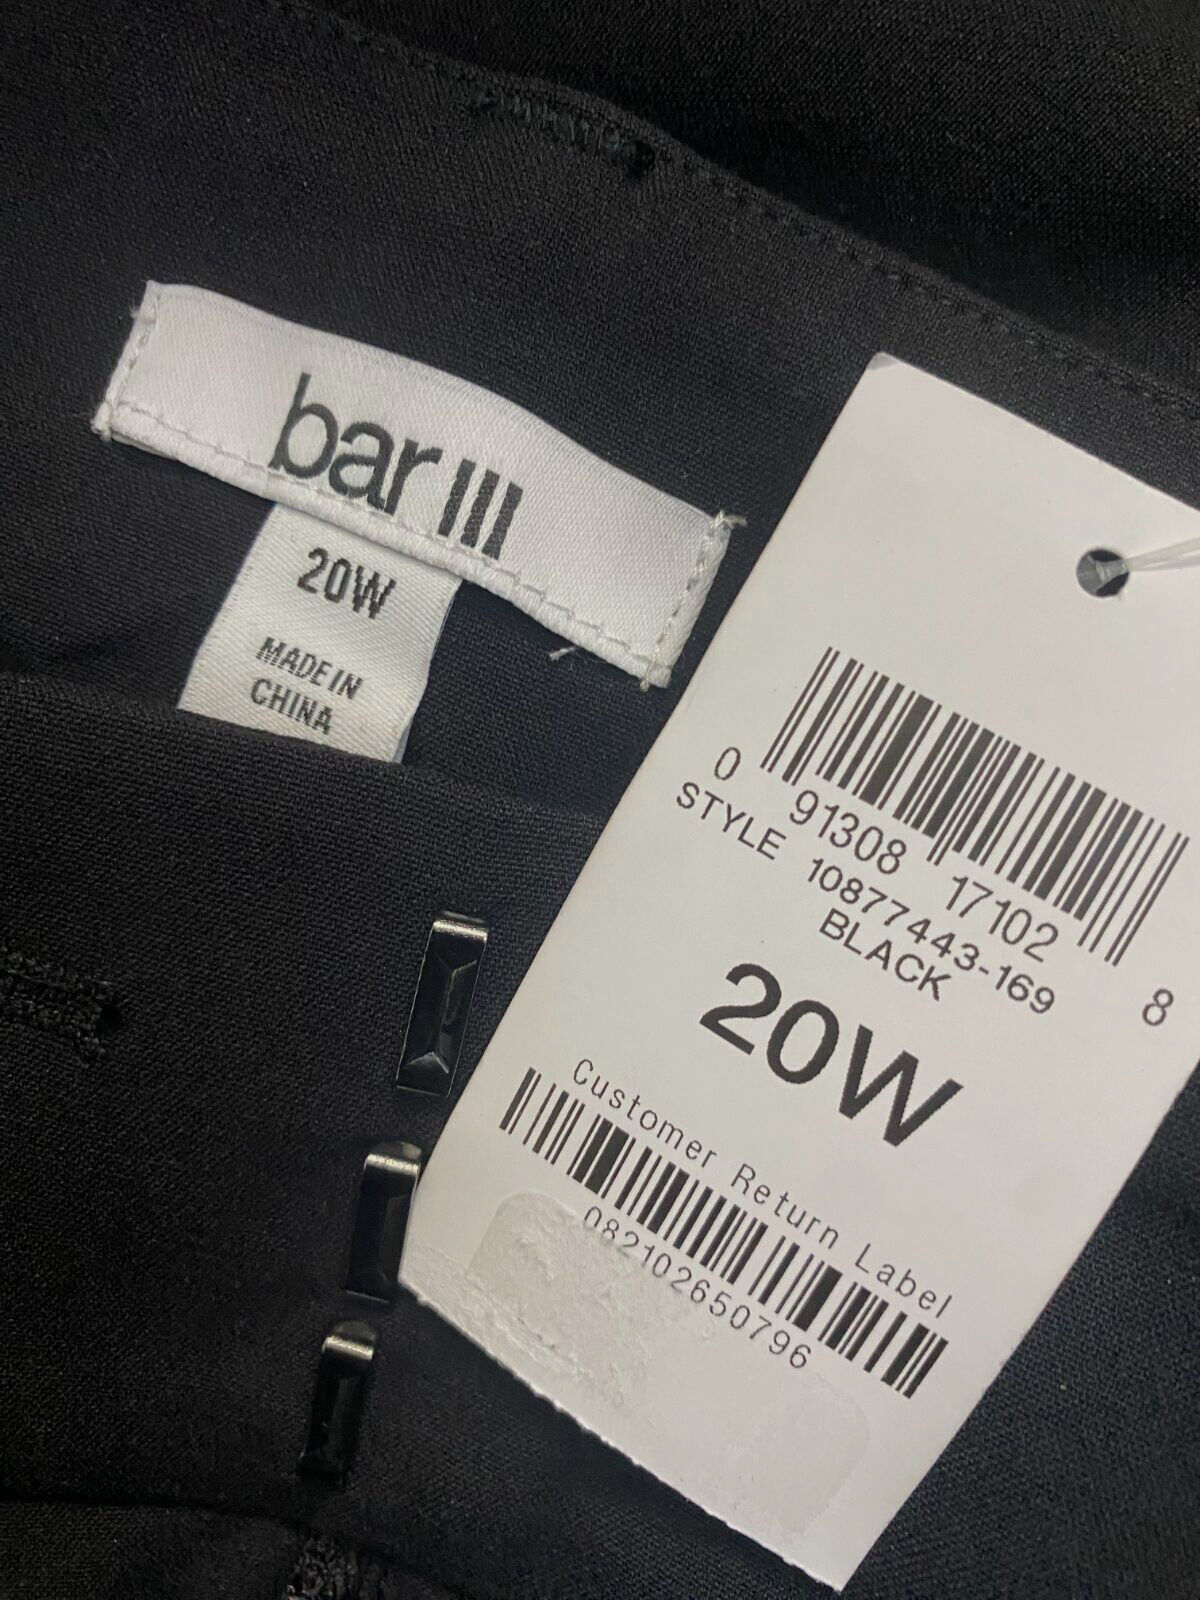 bar III
20W
MADE IN
CHINA
0 91308 17102 8
STYLE 10877443-169
BLACK
20W
Customer Return Label
082102650796